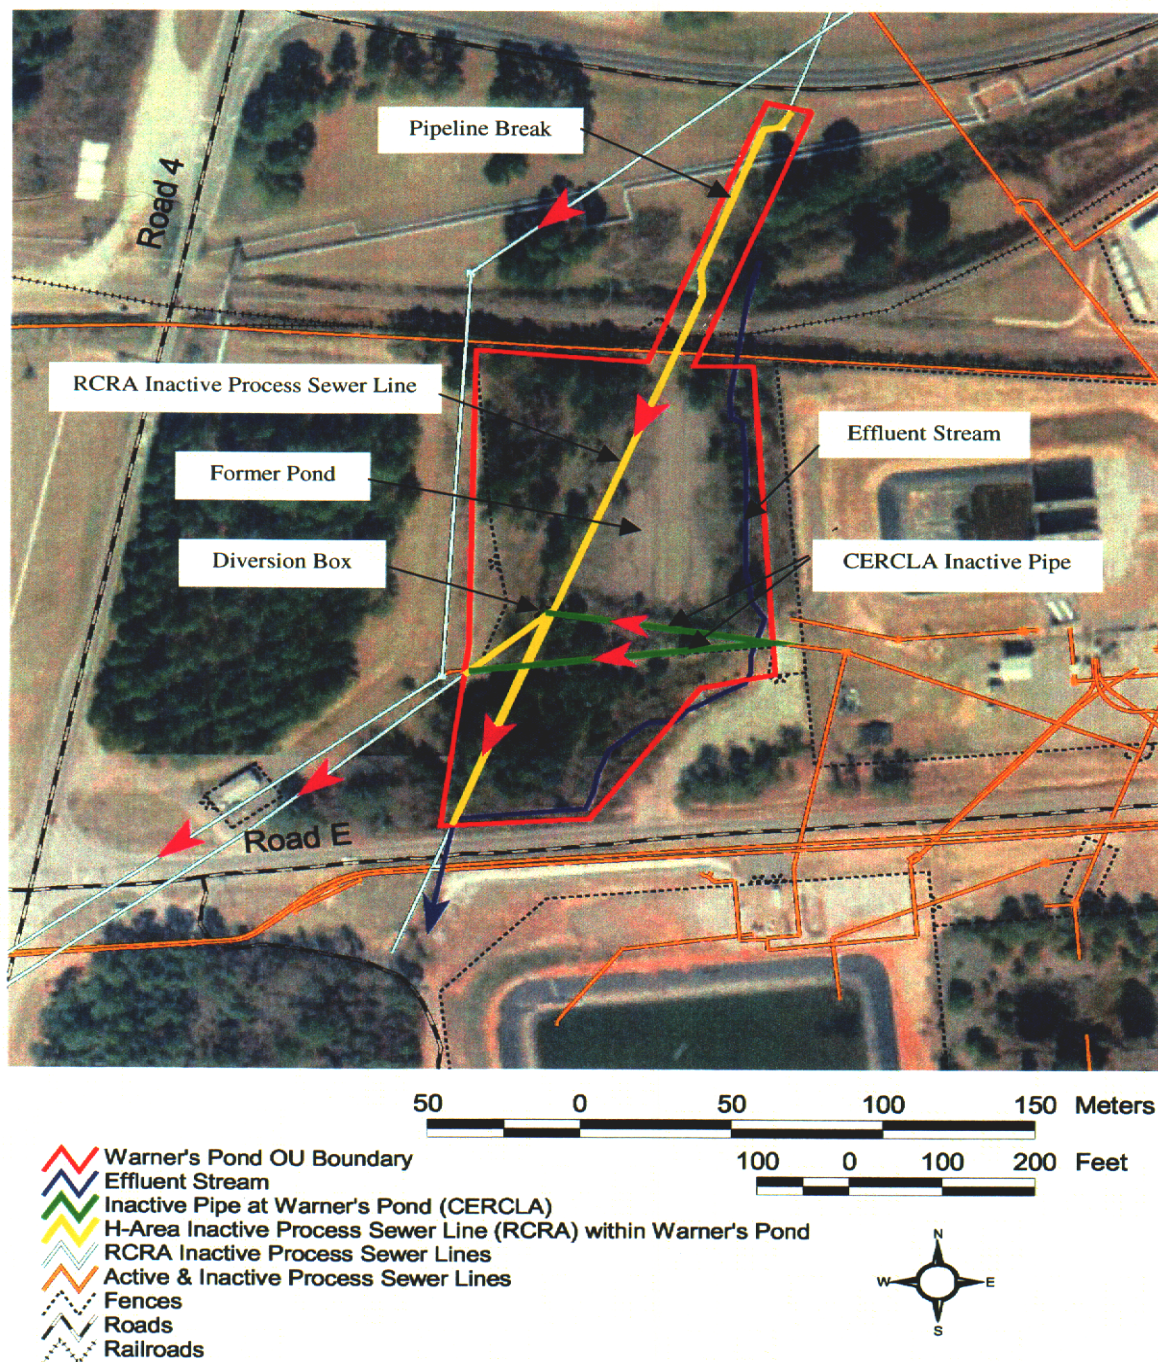 Pipeline Break
Road 4
RCRA Inactive Process Sewer Line
Effluent Stream
Former Pond
Diversion Box
CERCLA Inactive Pipe
Road E
50 0 50 100 150 Meters
100 0 100 200 Feet
Warner's Pond OU Boundary
Effluent Stream
Inactive Pipe at Warner's Pond (CERCLA)
H-Area Inactive Process Sewer Line (RCRA) within Warner's Pond
RCRA Inactive Process Sewer Lines
Active & Inactive Process Sewer Lines
Fences
Roads
Railroads
N
W E
S